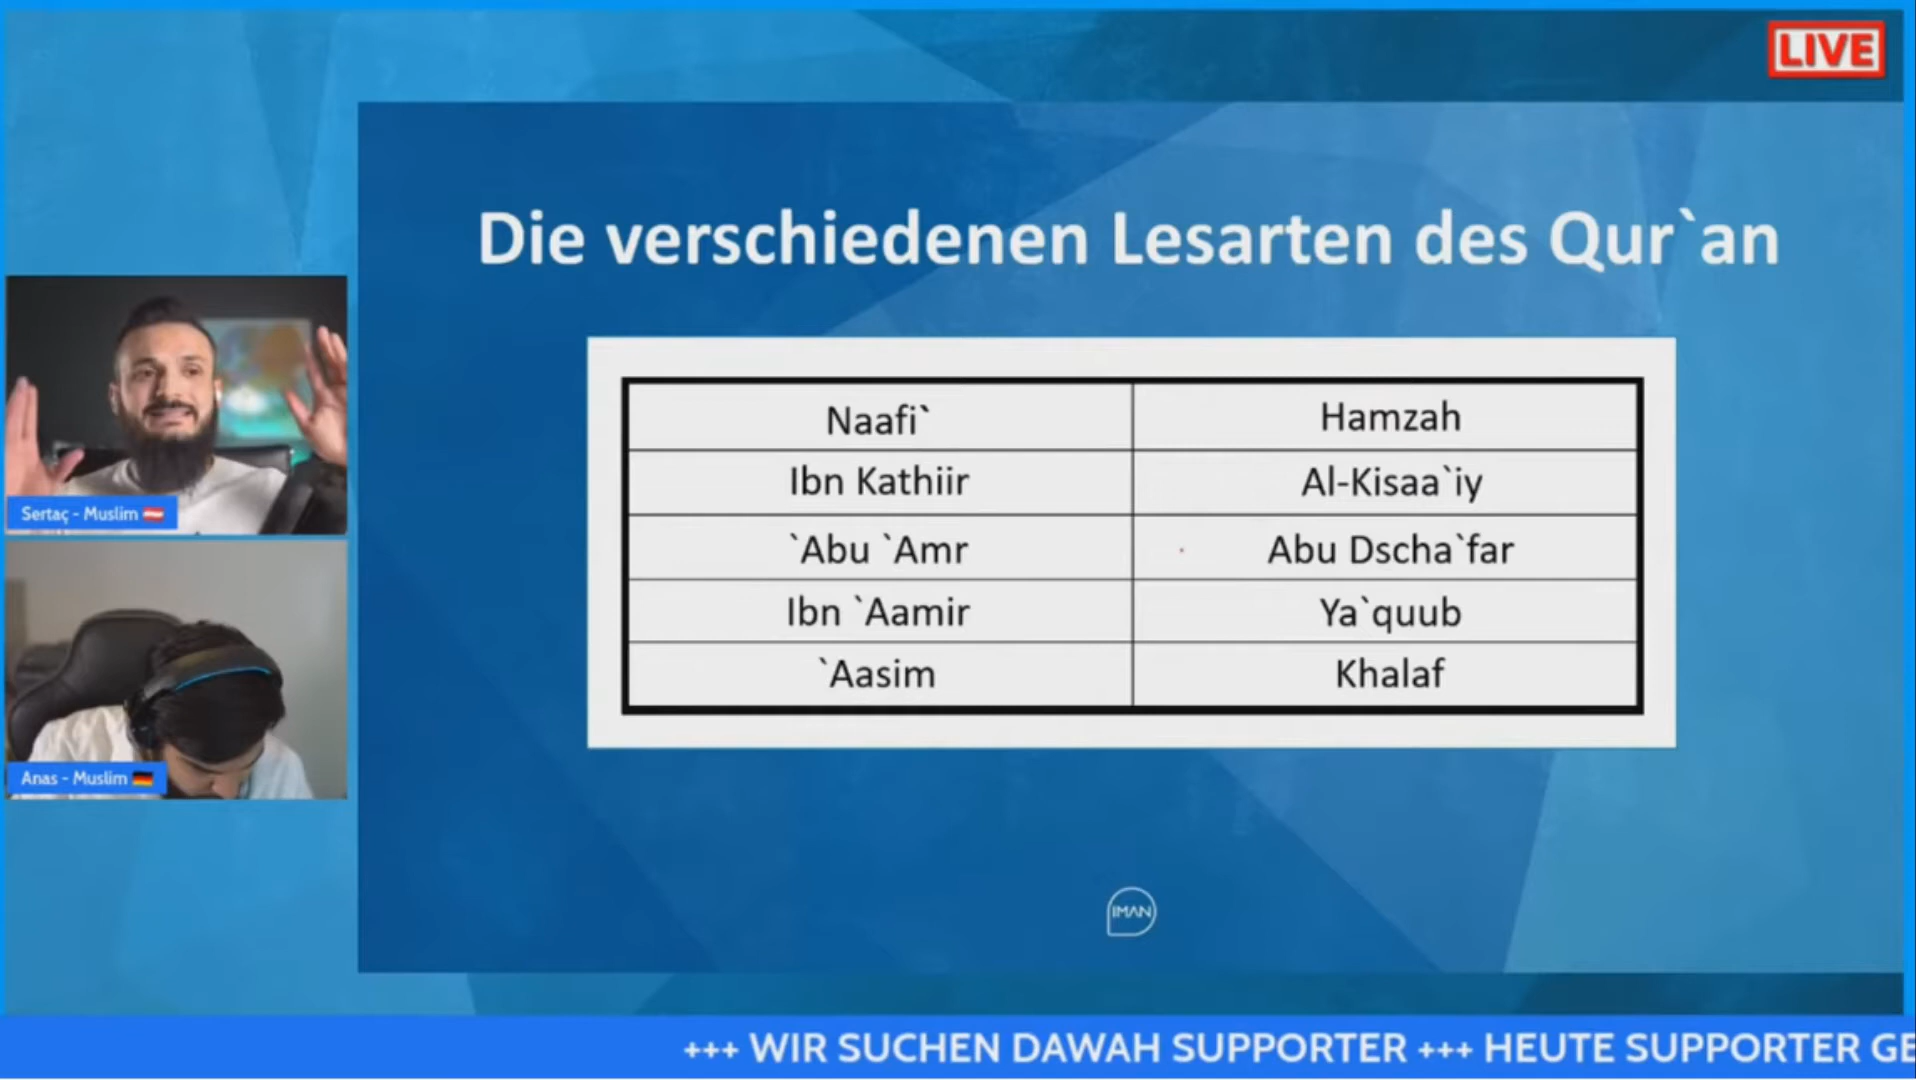 LIVE
Die verschiedenen Lesarten des Qur`an
Naafi` Hamzah
Ibn Kathiir Al-Kisaa`iy
`Abu `Amr Abu Dscha`far
Ibn `Aamir Ya`quub
`Aasim Khalaf
Sertaç - Muslim
Anas - Muslim
IMAN
+++ WIR SUCHEN DAWAH SUPPORTER +++ HEUTE SUPPORTER GE